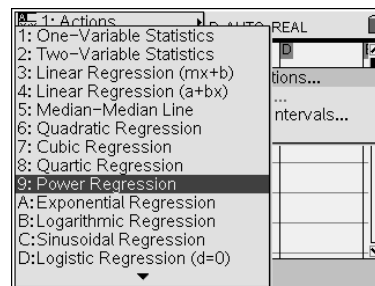 1: Actions
1: One-Variable Statistics
2: Two-Variable Statistics
3: Linear Regression (mx+b)
4: Linear Regression (a+bx)
5: Median-Median Line
6: Quadratic Regression
7: Cubic Regression
8: Quartic Regression
9: Power Regression
A:Exponential Regression
B:Logarithmic Regression
C:Sinusoidal Regression
D:Logistic Regression (d=0)
D AUTO REAL
D
tions...
...
ntervals...